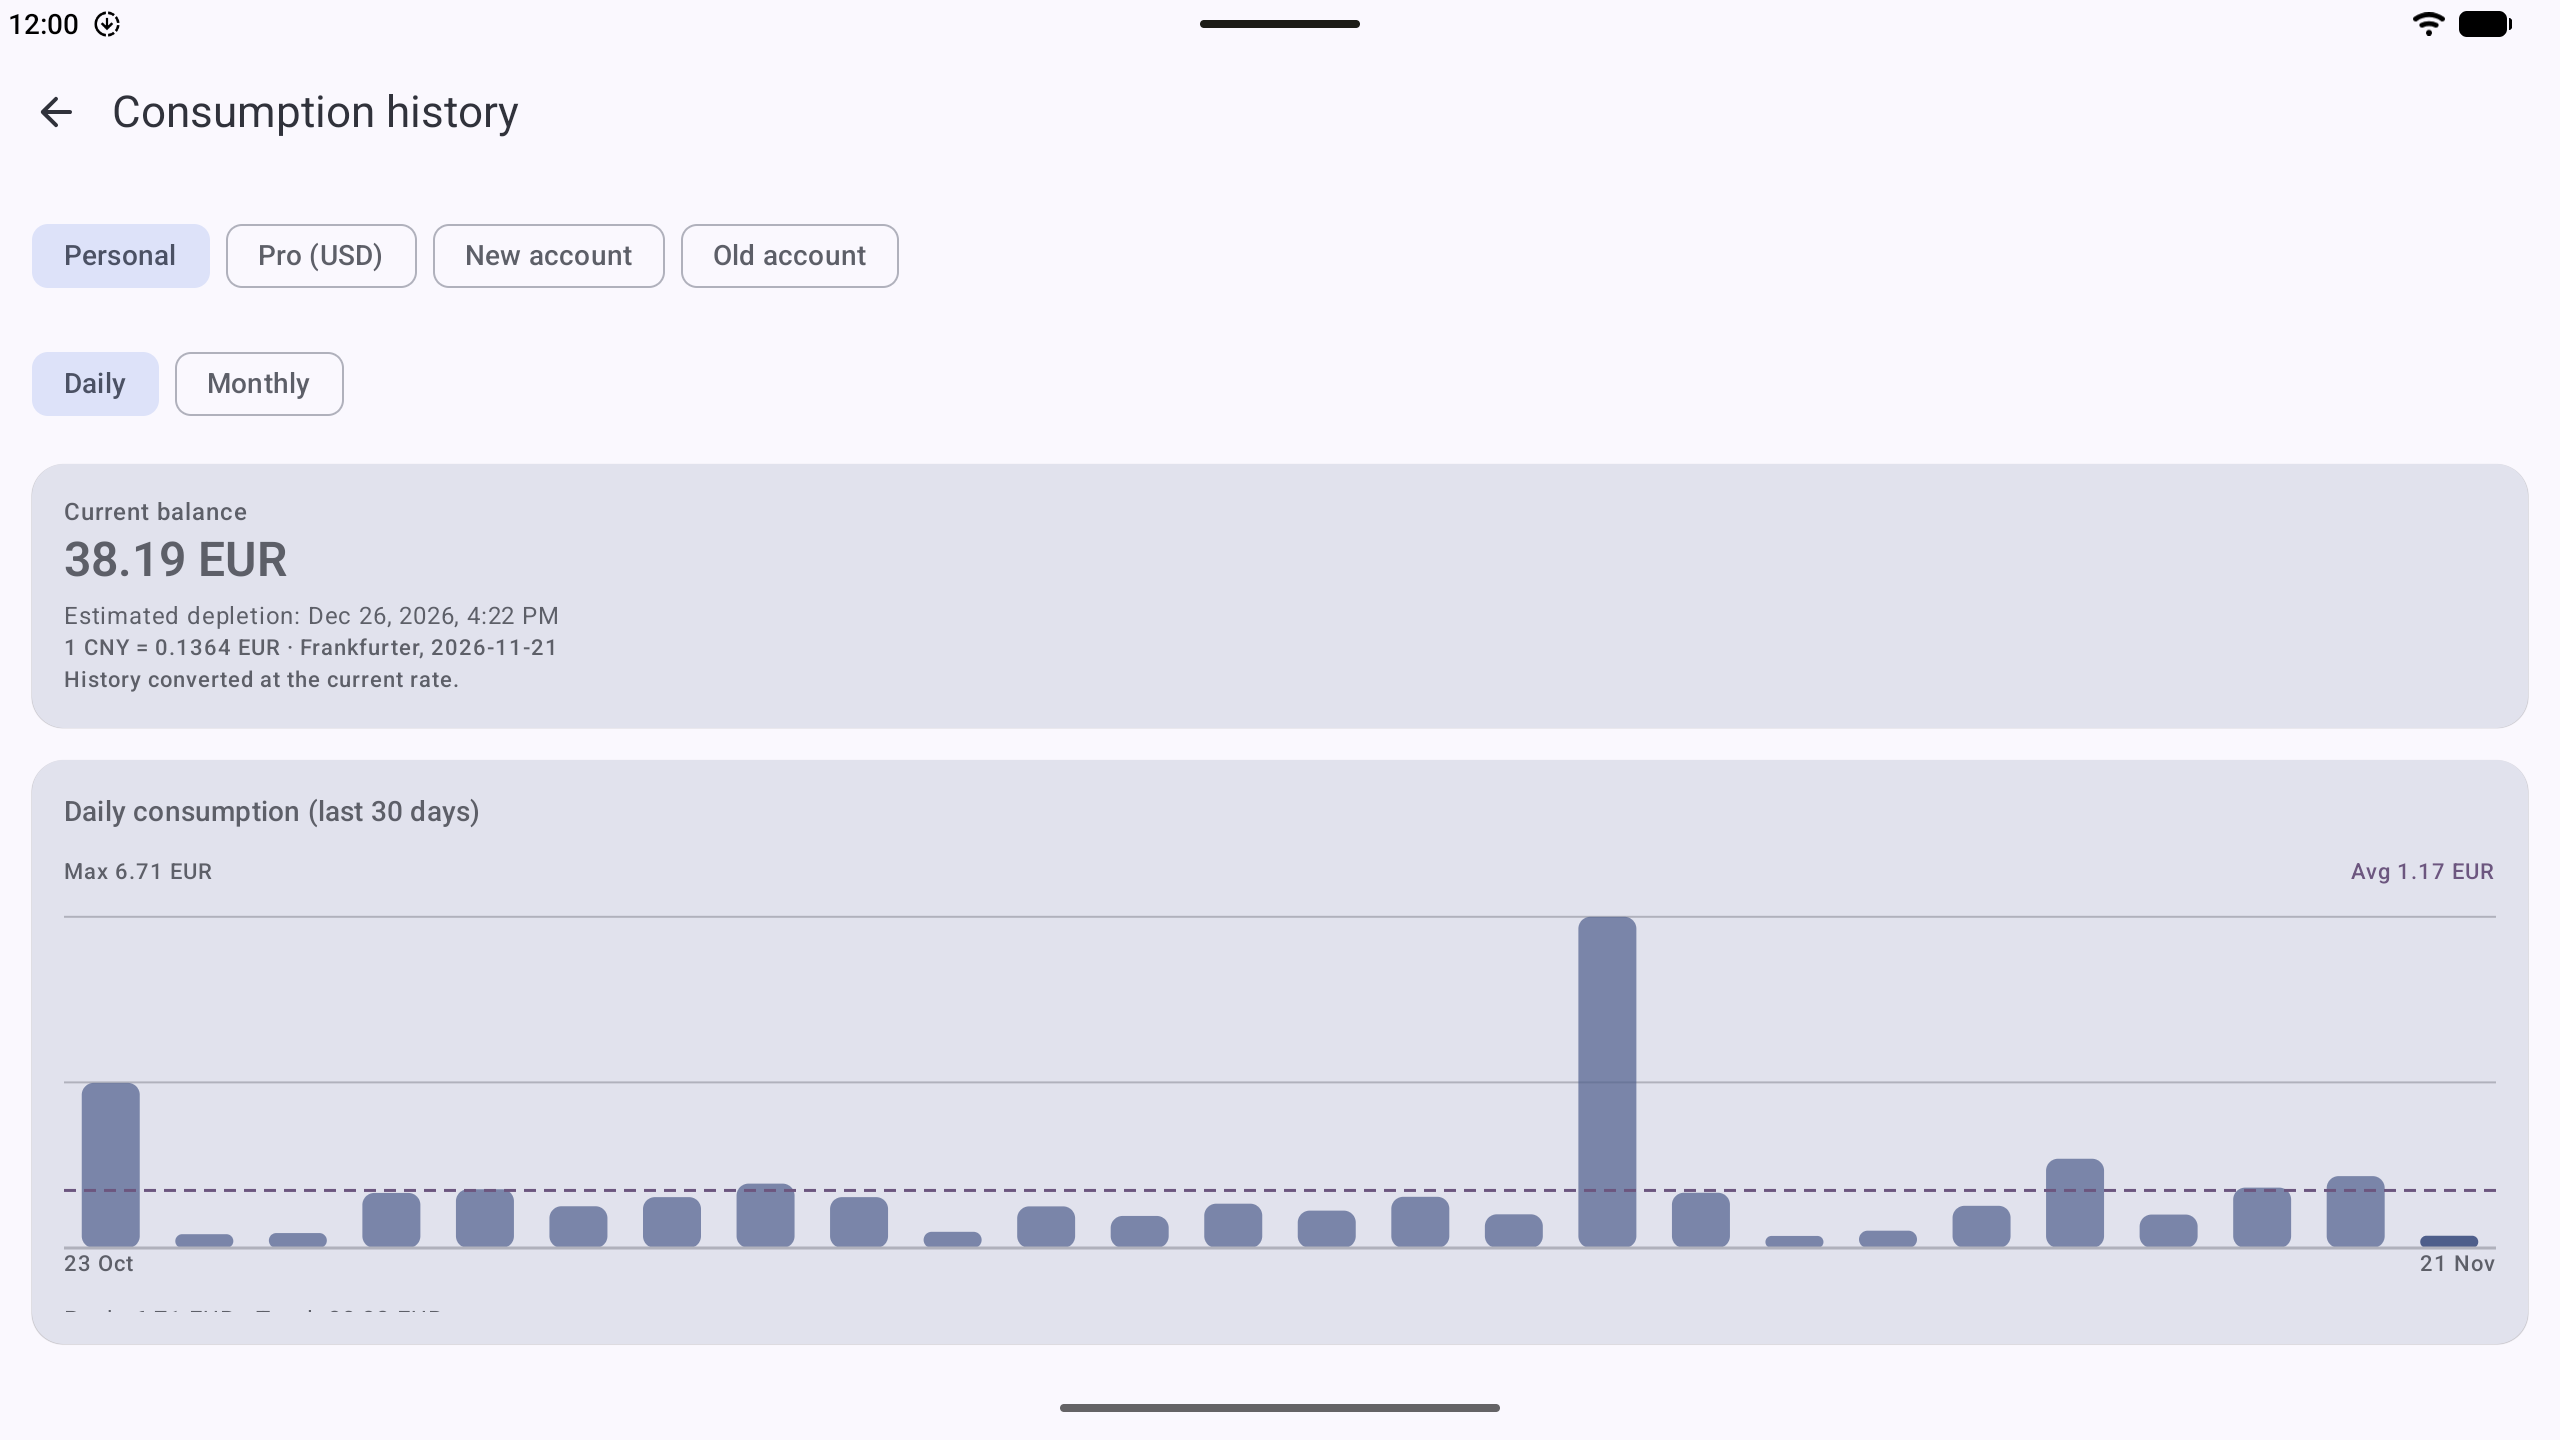 12:00
Consumption history
Personal
Pro (USD)
New account
Old account
Daily
Monthly
Current balance
38.19 EUR
Estimated depletion: Dec 26, 2026, 4:22 PM
1 CNY = 0.1364 EUR · Frankfurter, 2026-11-21
History converted at the current rate.
Daily consumption (last 30 days)
Max 6.71 EUR
Avg 1.17 EUR
23 Oct
21 Nov